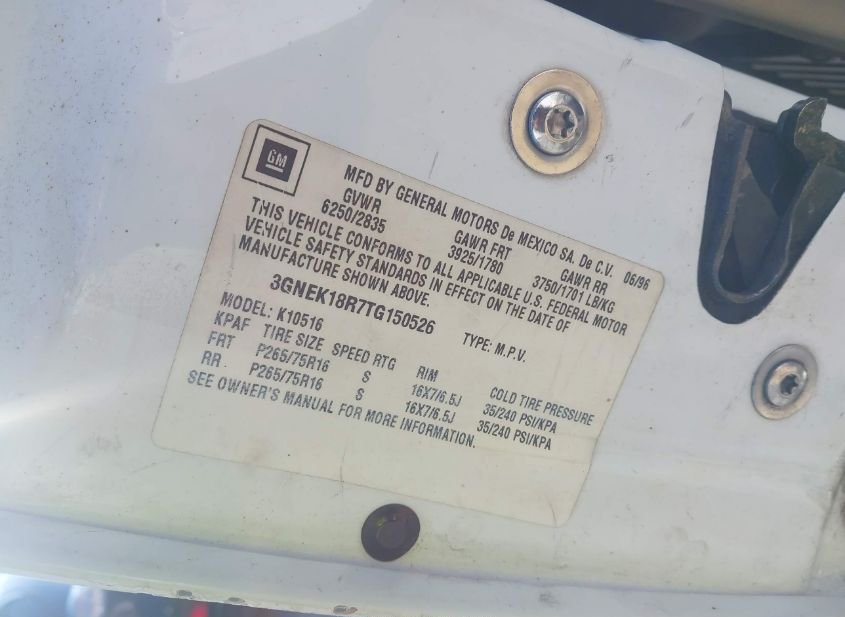 GM
MFD BY GENERAL MOTORS De MEXICO SA. De C.V. 06/96
GVWR GAWR FRT GAWR RR
6250/2835 3925/1780 3750/1701 LB/KG
THIS VEHICLE CONFORMS TO ALL APPLICABLE U.S. FEDERAL MOTOR
VEHICLE SAFETY STANDARDS IN EFFECT ON THE DATE OF
MANUFACTURE SHOWN ABOVE.
3GNEK18R7TG150526 TYPE: M.P.V.
MODEL: K10516
KPAF TIRE SIZE SPEED RTG RIM COLD TIRE PRESSURE
FRT P265/75R16 S 16X7/6.5J 35/240 PSI/KPA
RR P265/75R16 S 16X7/6.5J 35/240 PSI/KPA
SEE OWNER'S MANUAL FOR MORE INFORMATION.